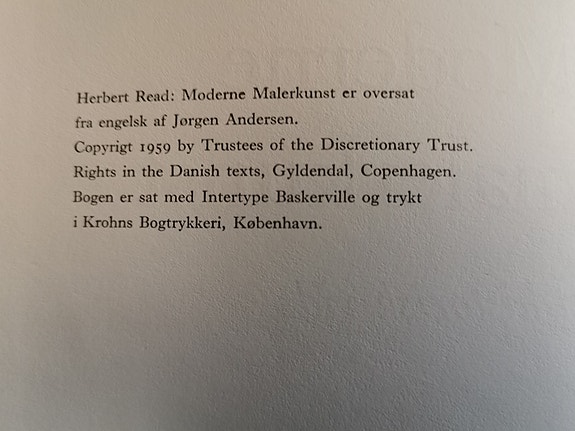 Herbert Read: Moderne Malerkunst er oversat
fra engelsk af Jørgen Andersen.
Copyrigt 1959 by Trustees of the Discretionary Trust.
Rights in the Danish texts, Gyldendal, Copenhagen.
Bogen er sat med Intertype Baskerville og trykt
i Krohns Bogtrykkeri, København.